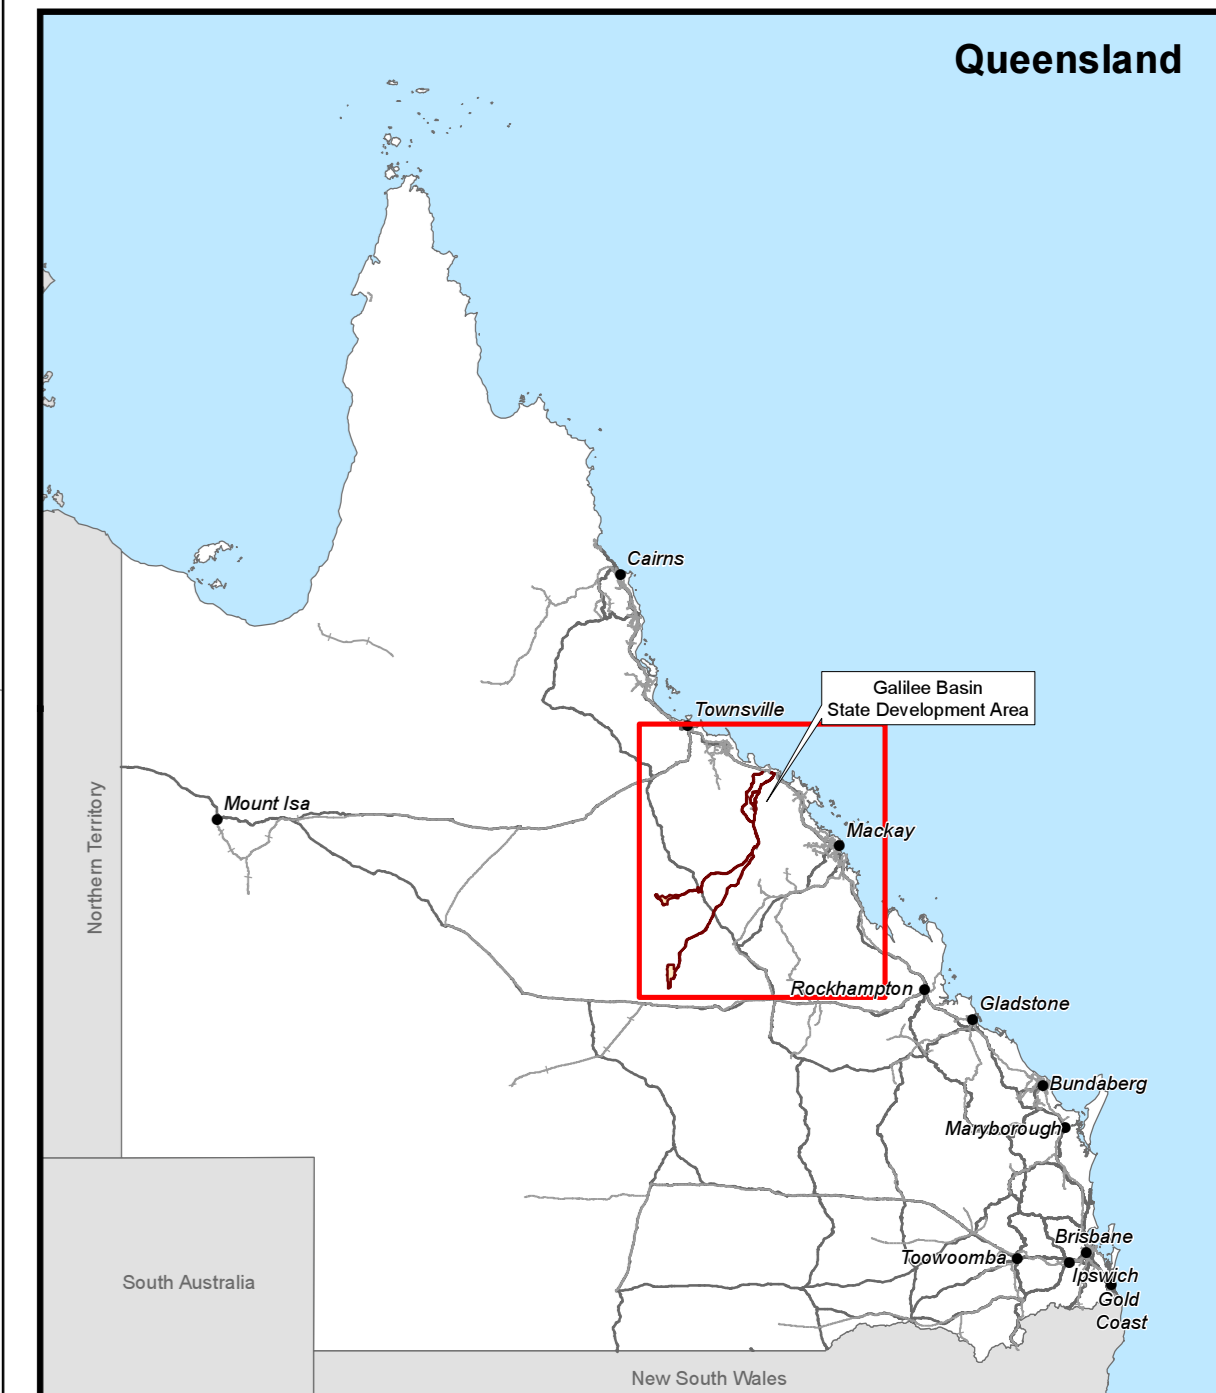 Queensland
Cairns
Galilee Basin
State Development Area
Townsville
Mount Isa
Mackay
Northern Territory
Rockhampton
Gladstone
Bundaberg
Maryborough
Brisbane
Toowoomba
Ipswich
Gold
Coast
South Australia
New South Wales